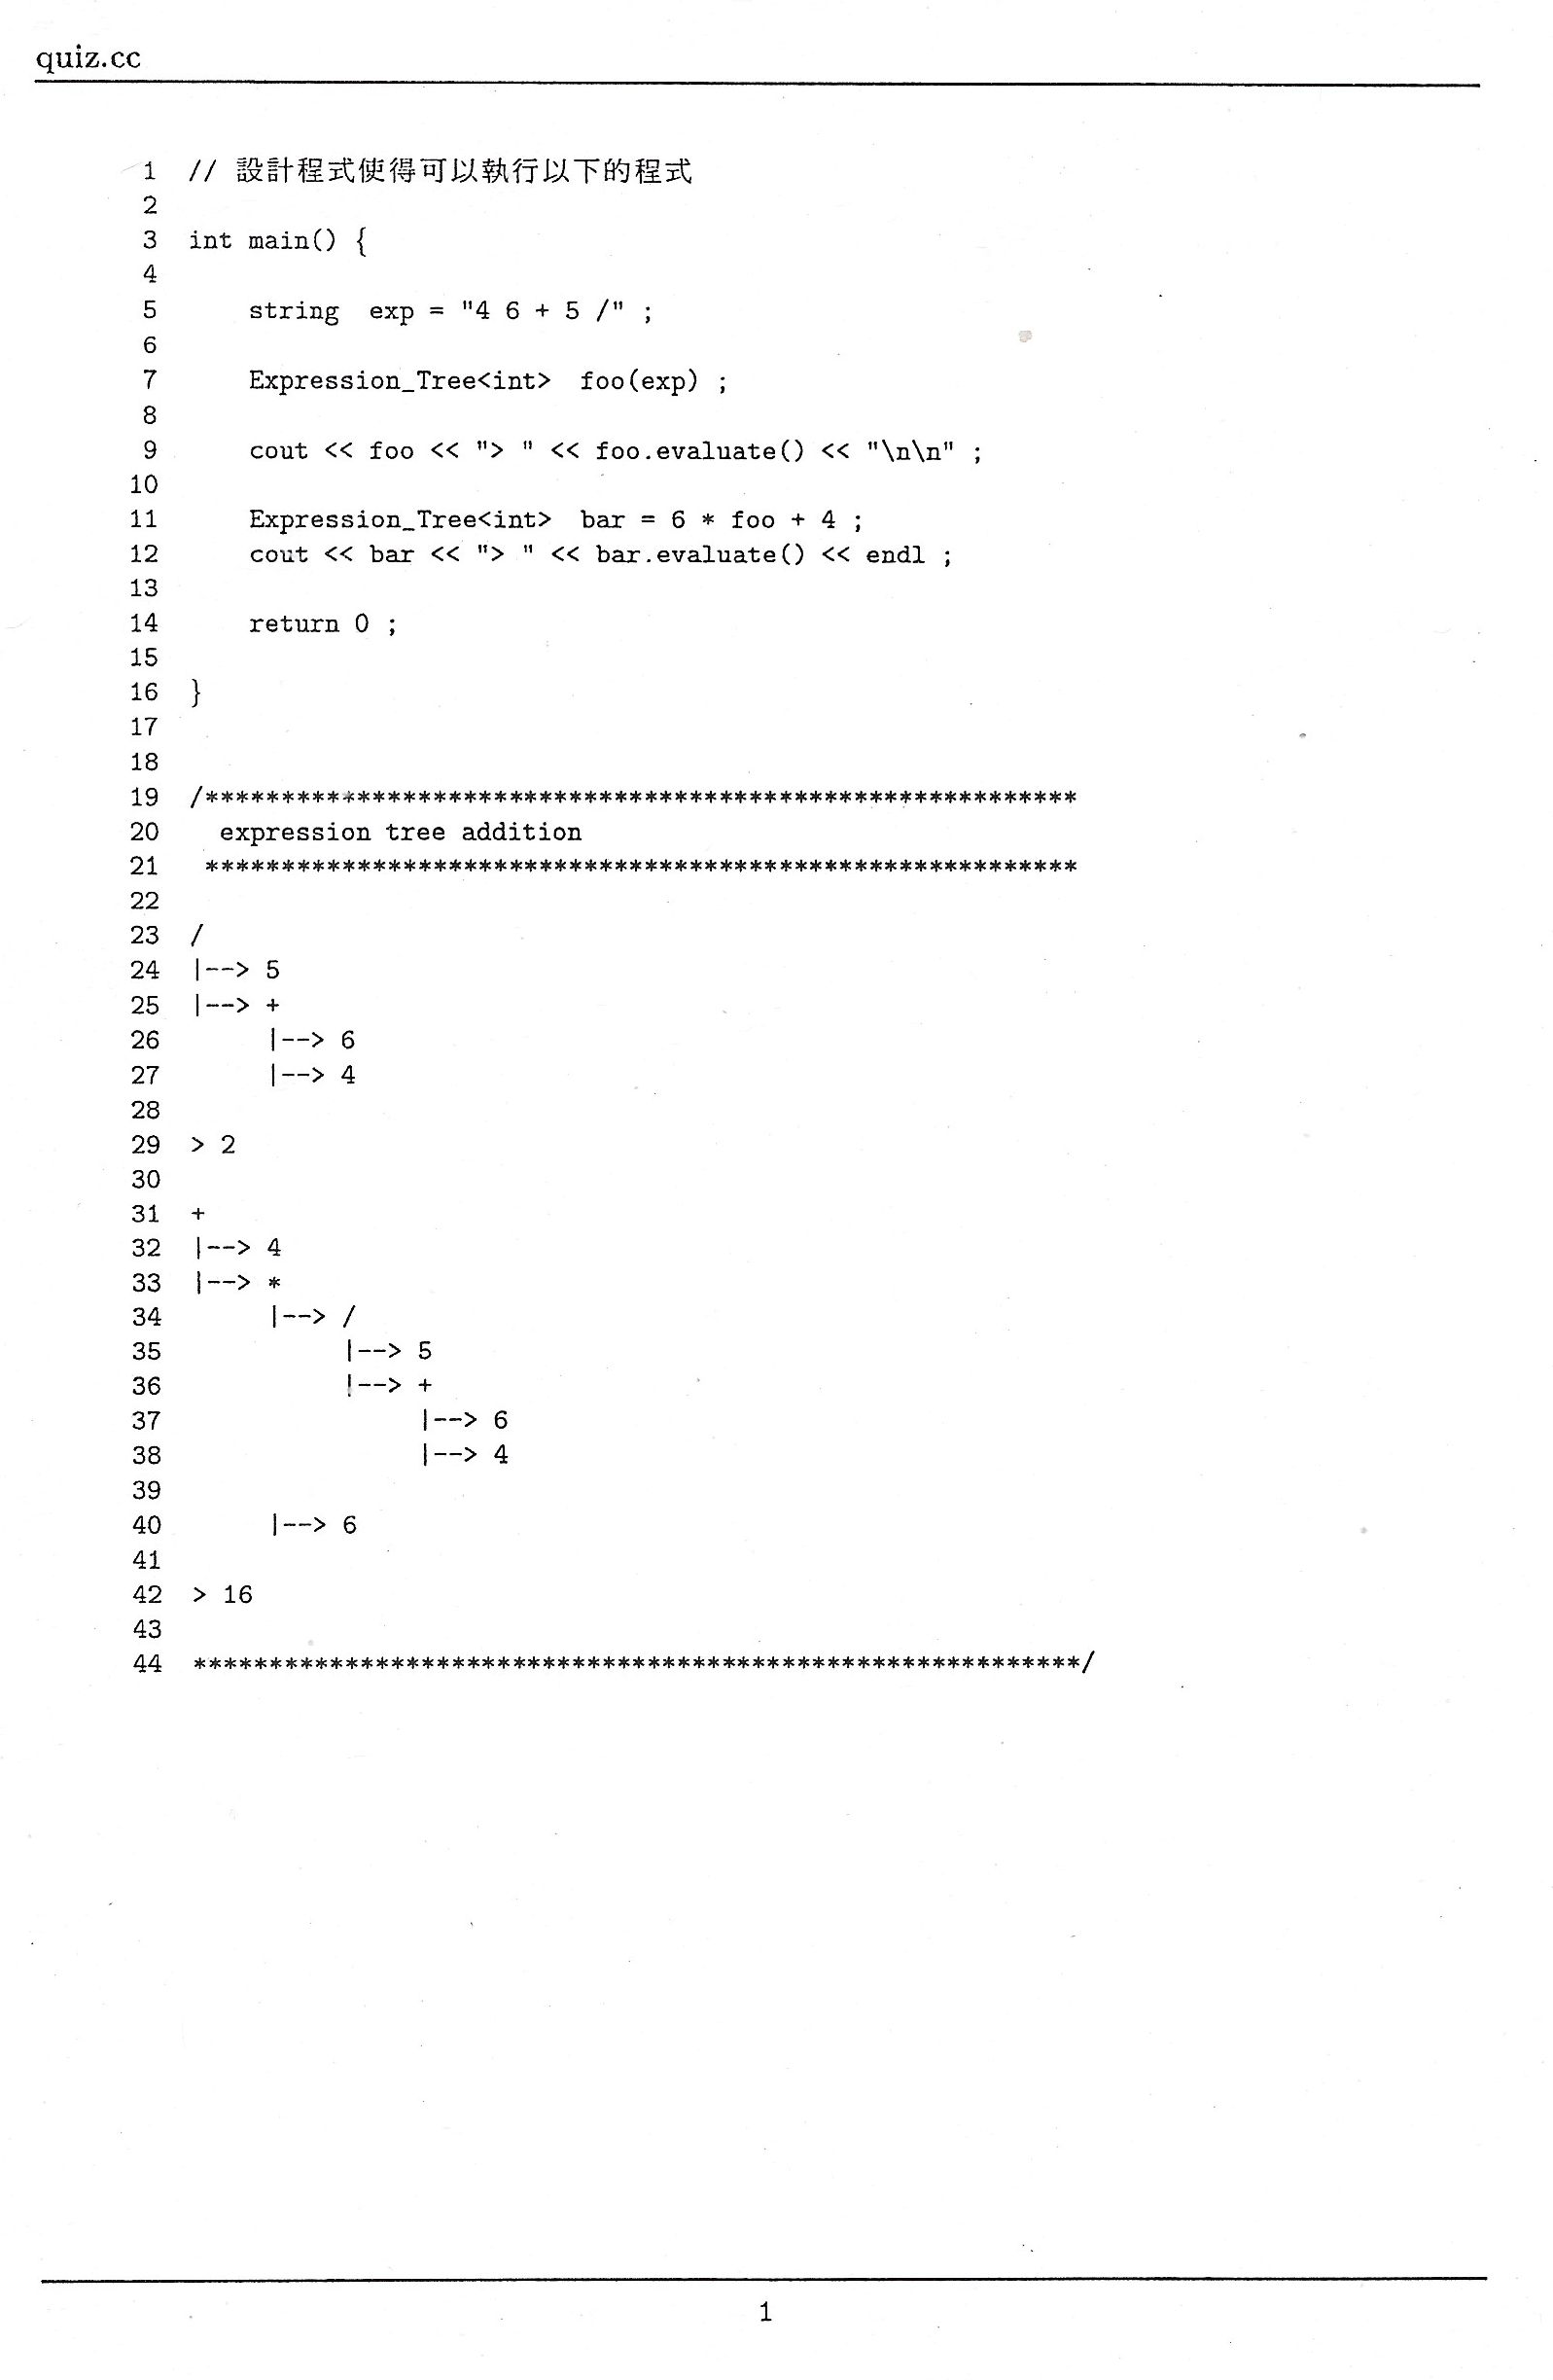 quiz.cc
1 // 設計程式使得可以執行以下的程式
2
3 int main() {
4
5     string  exp = "4 6 + 5 /" ;
6
7     Expression_Tree<int>  foo(exp) ;
8
9     cout << foo << "> " << foo.evaluate() << "\n\n" ;
10
11     Expression_Tree<int>  bar = 6 * foo + 4 ;
12     cout << bar << "> " << bar.evaluate() << endl ;
13
14     return 0 ;
15
16 }
17
18
19 /**********************************************************
20   expression tree addition
21  **********************************************************
22
23 /
24 |--> 5
25 |--> +
26      |--> 6
27      |--> 4
28
29 > 2
30
31 +
32 |--> 4
33 |--> *
34      |--> /
35           |--> 5
36           |--> +
37                |--> 6
38                |--> 4
39
40      |--> 6
41
42 > 16
43
44 ***********************************************************/
1